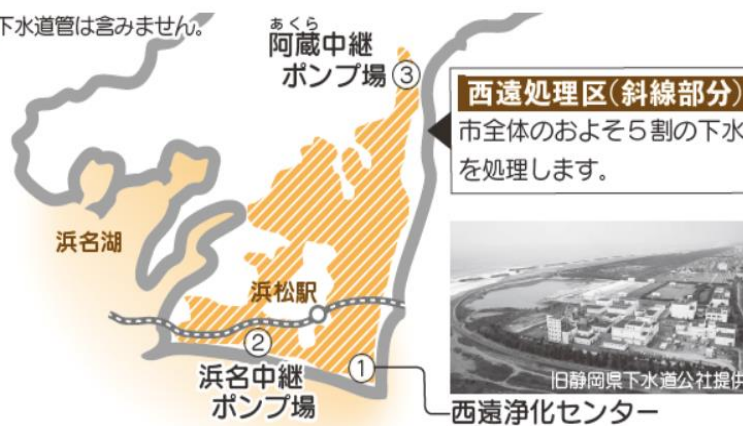 下水道管は含みません。
あくら
阿蔵中継
ポンプ場③
西遠処理区(斜線部分)
市全体のおよそ5割の下水
を処理します。
浜名湖
浜松駅
②
浜名中継
ポンプ場
①
旧静岡県下水道公社提供
西遠浄化センター